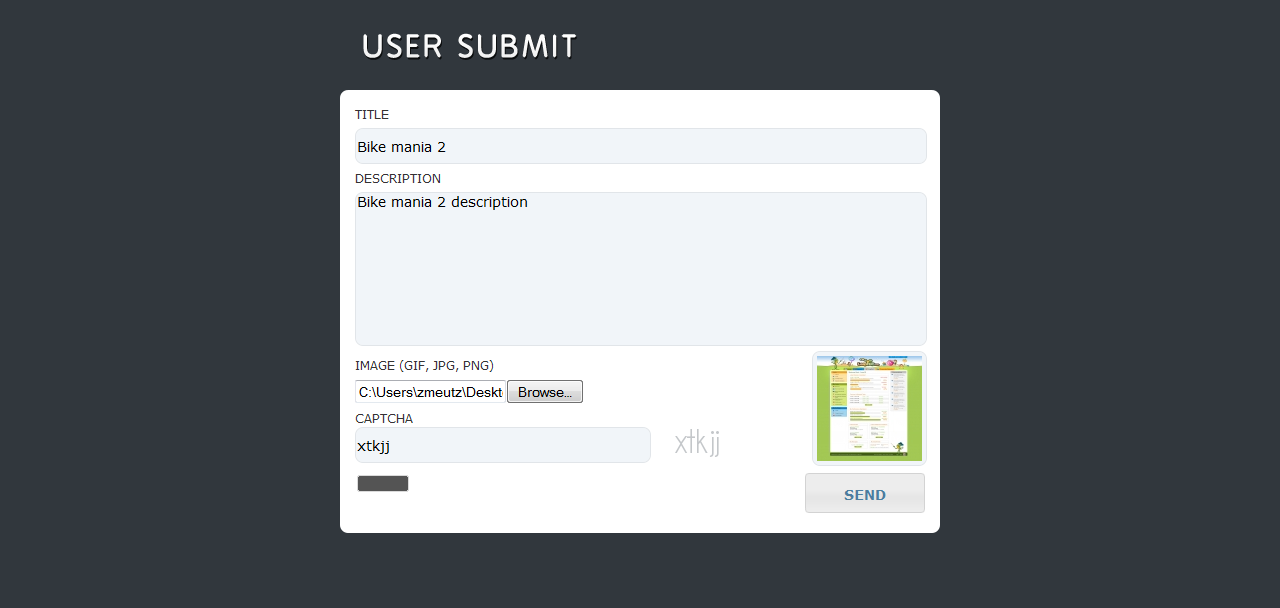 USER SUBMIT
TITLE
Bike mania 2
DESCRIPTION
Bike mania 2 description
IMAGE (GIF, JPG, PNG)
C:\Users\zmeutz\Deskt Browse...
CAPTCHA
xtkjj xtkjj
SEND